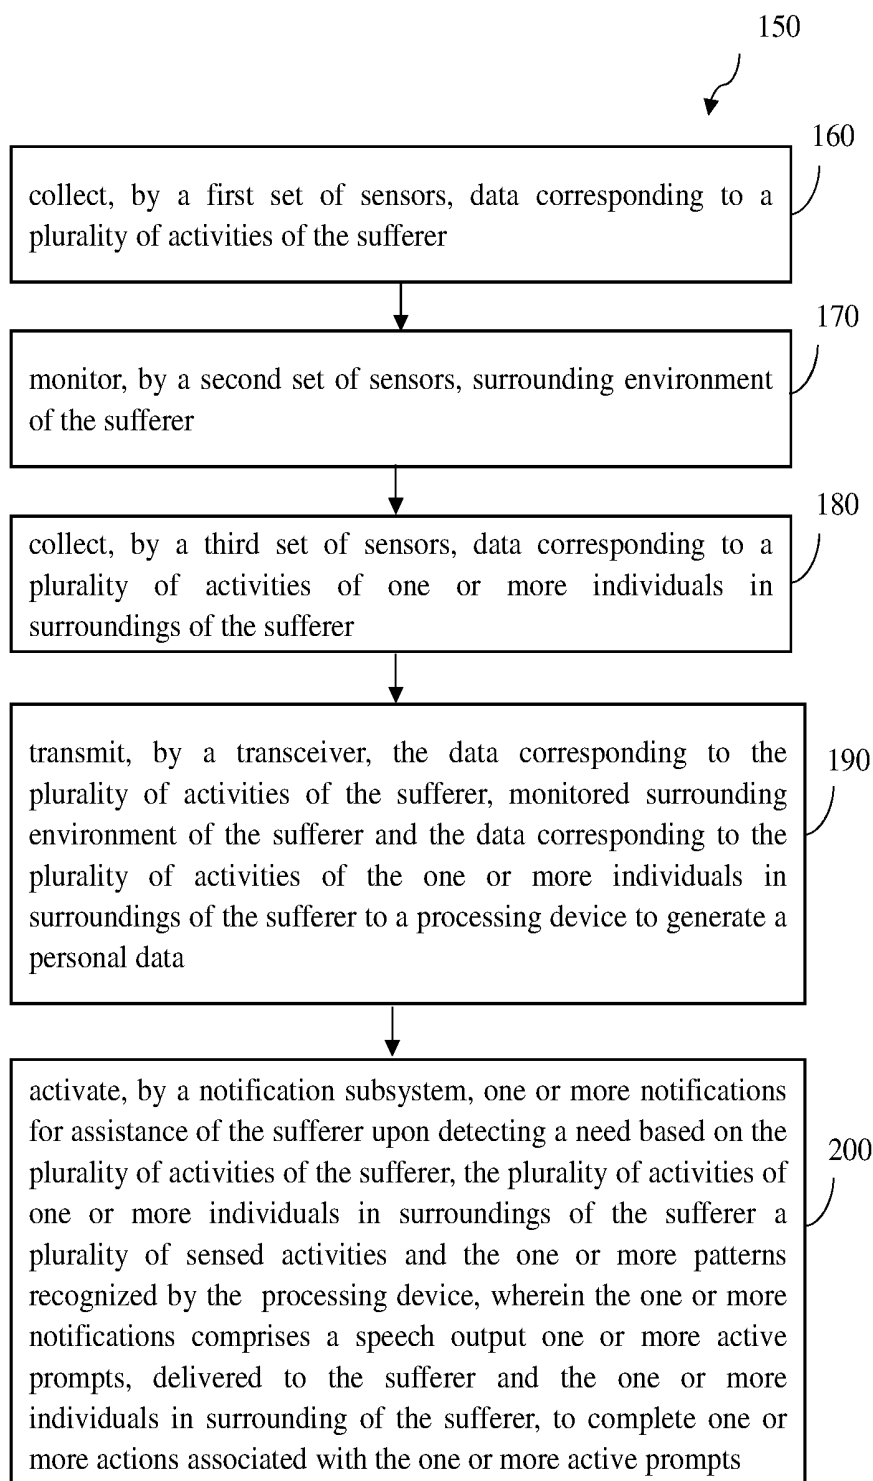 150
160
collect, by a first set of sensors, data corresponding to a
plurality of activities of the sufferer
170
monitor, by a second set of sensors, surrounding environment
of the sufferer
180
collect, by a third set of sensors, data corresponding to a
plurality of activities of one or more individuals in
surroundings of the sufferer
190
transmit, by a transceiver, the data corresponding to the
plurality of activities of the sufferer, monitored surrounding
environment of the sufferer and the data corresponding to the
plurality of activities of the one or more individuals in
surroundings of the sufferer to a processing device to generate a
personal data
200
activate, by a notification subsystem, one or more notifications
for assistance of the sufferer upon detecting a need based on the
plurality of activities of the sufferer, the plurality of activities of
one or more individuals in surroundings of the sufferer a
plurality of sensed activities and the one or more patterns
recognized by the processing device, wherein the one or more
notifications comprises a speech output one or more active
prompts, delivered to the sufferer and the one or more
individuals in surrounding of the sufferer, to complete one or
more actions associated with the one or more active prompts